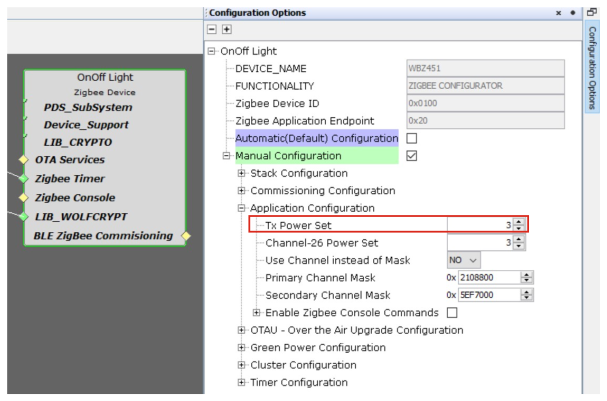 Configuration Options
OnOff Light
Zigbee Device
PDS_SubSystem
Device_Support
LIB_CRYPTO
OTA Services
Zigbee Timer
Zigbee Console
LIB_WOLFCRYPT
BLE ZigBee Commisioning
OnOff Light
DEVICE_NAME WBZ451
FUNCTIONALITY ZIGBEE CONFIGURATOR
Zigbee Device ID 0x0100
Zigbee Application Endpoint 0x20
Automatic(Default) Configuration
Manual Configuration
Stack Configuration
Commissioning Configuration
Application Configuration
Tx Power Set 3
Channel-26 Power Set 3
Use Channel instead of Mask NO
Primary Channel Mask 0x 2108800
Secondary Channel Mask 0x 5EF7000
Enable Zigbee Console Commands
OTAU - Over the Air Upgrade Configuration
Green Power Configuration
Cluster Configuration
Timer Configuration
Configuration Options